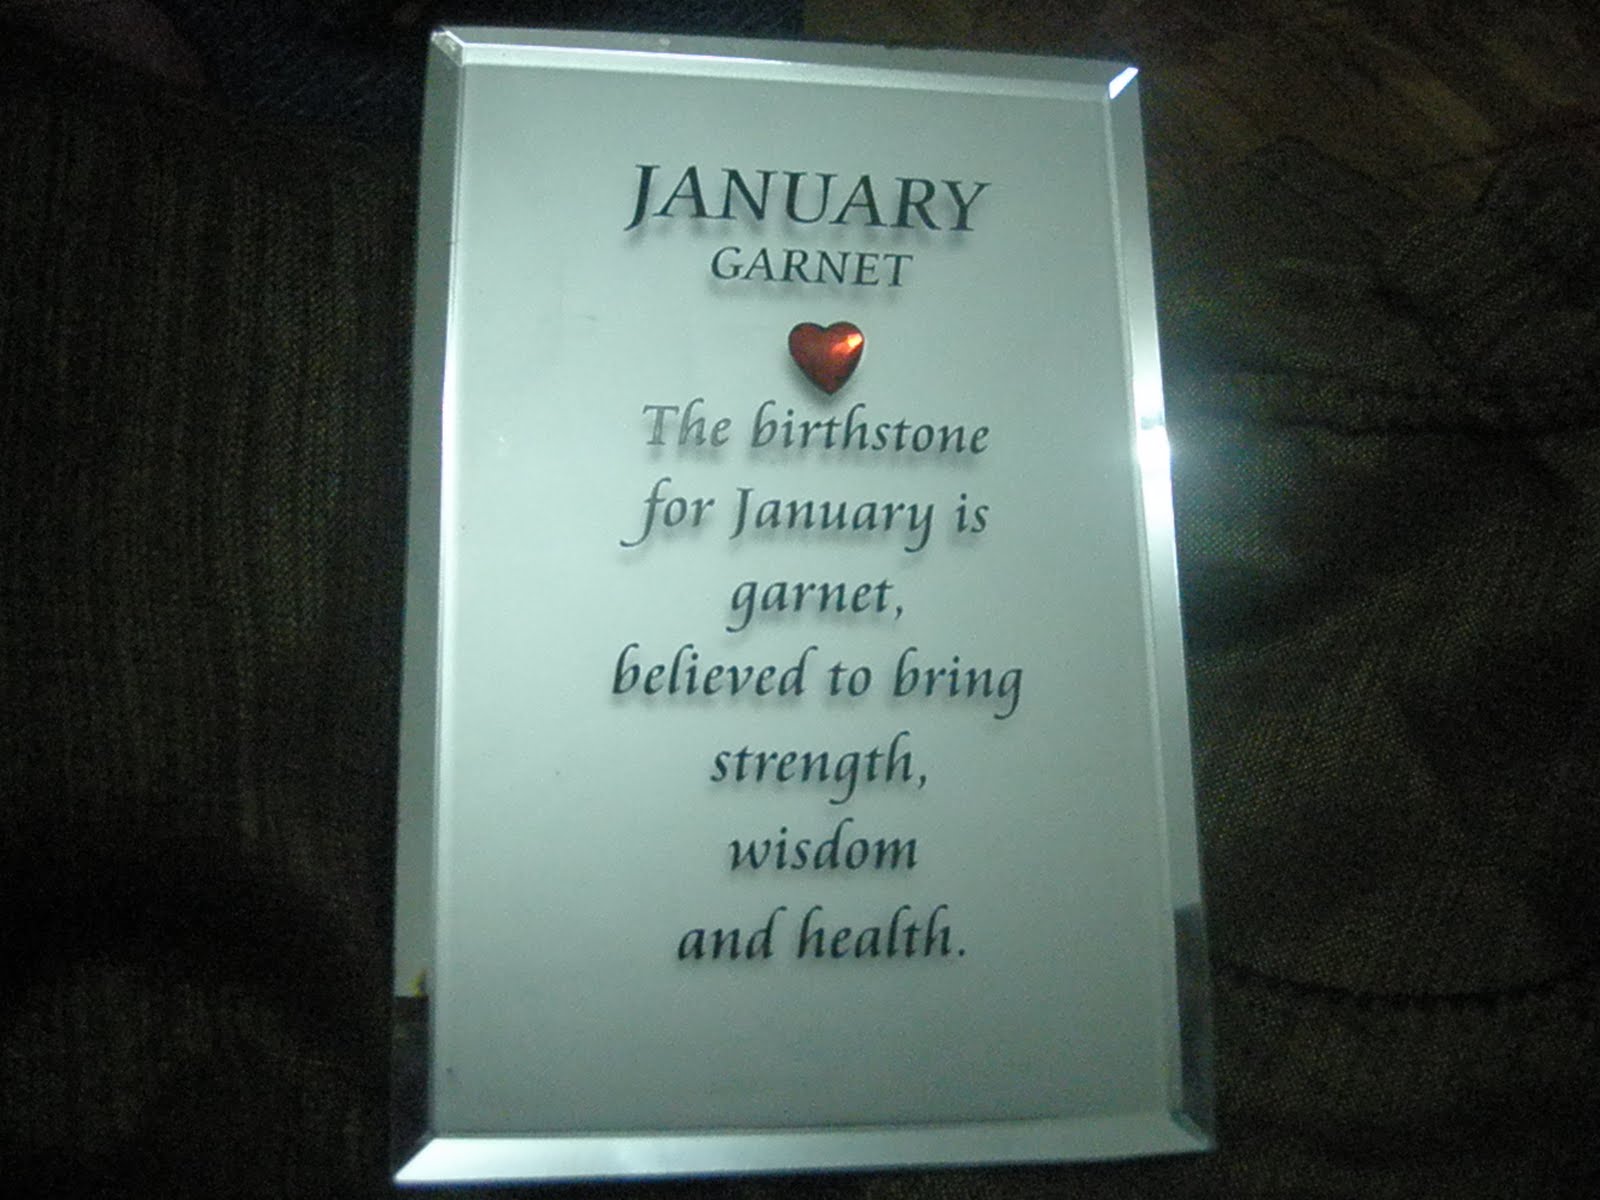 JANUARY
GARNET
The birthstone
for January is
garnet,
believed to bring
strength,
wisdom
and health.